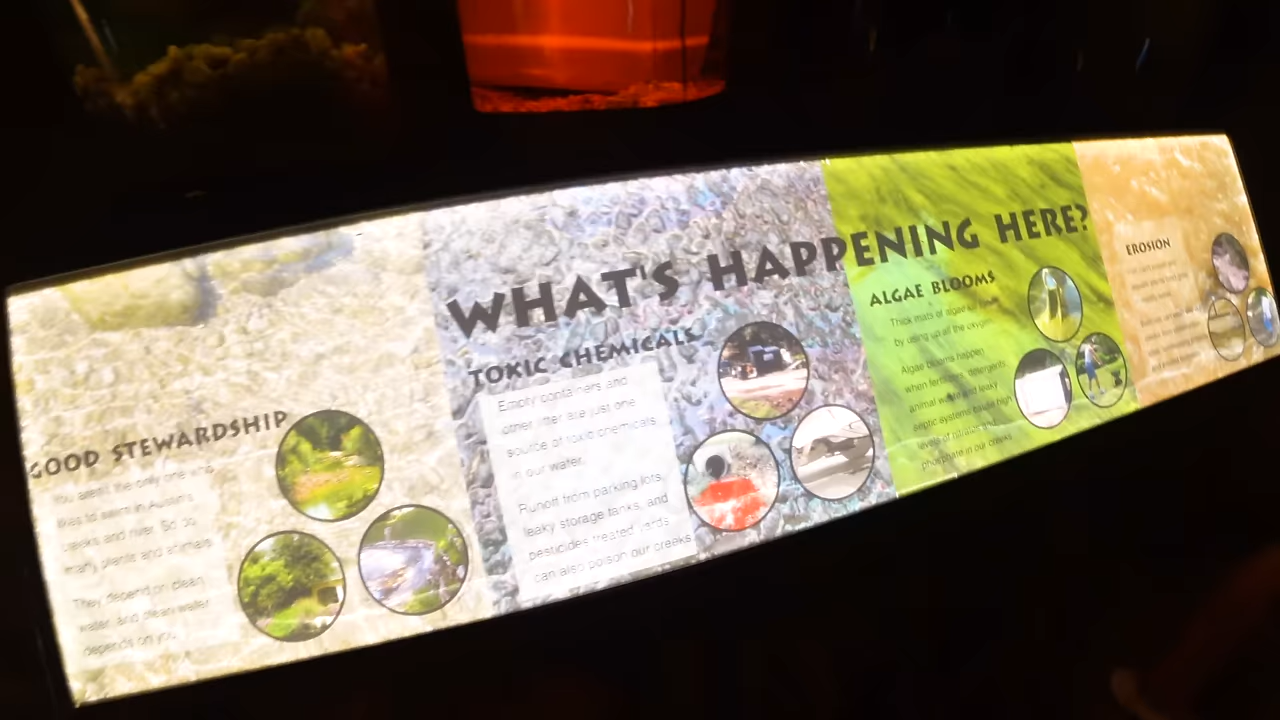 WHAT'S HAPPENING HERE?
GOOD STEWARDSHIP
You aren't the only one who
likes to swim in Austin's
creeks and river. So do
many plants and animals.
They depend on clean
water, and clean water
depends on you.
TOXIC CHEMICALS
Empty containers and
other litter are just one
source of toxic chemicals
in our water.
Runoff from parking lots,
leaky storage tanks, and
pesticides treated yards
can also poison our creeks.
ALGAE BLOOMS
Thick mats of algae
by using up all the oxygen.
Algae blooms happen
when fertilizers, detergents,
animal waste and leaky
septic systems cause high
levels of nitrates and
phosphate in our creeks.
EROSION